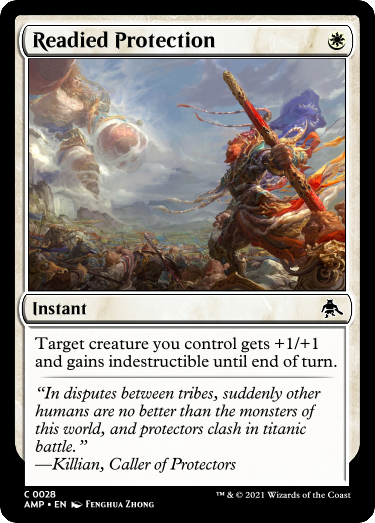 Readied Protection
Instant
Target creature you control gets +1/+1
and gains indestructible until end of turn.
“In disputes between tribes, suddenly other
humans are no better than the monsters of
this world, and protectors clash in titanic
battle.”
—Killian, Caller of Protectors
C 0028
AMP • EN Fenghua Zhong
™ & © 2021 Wizards of the Coast